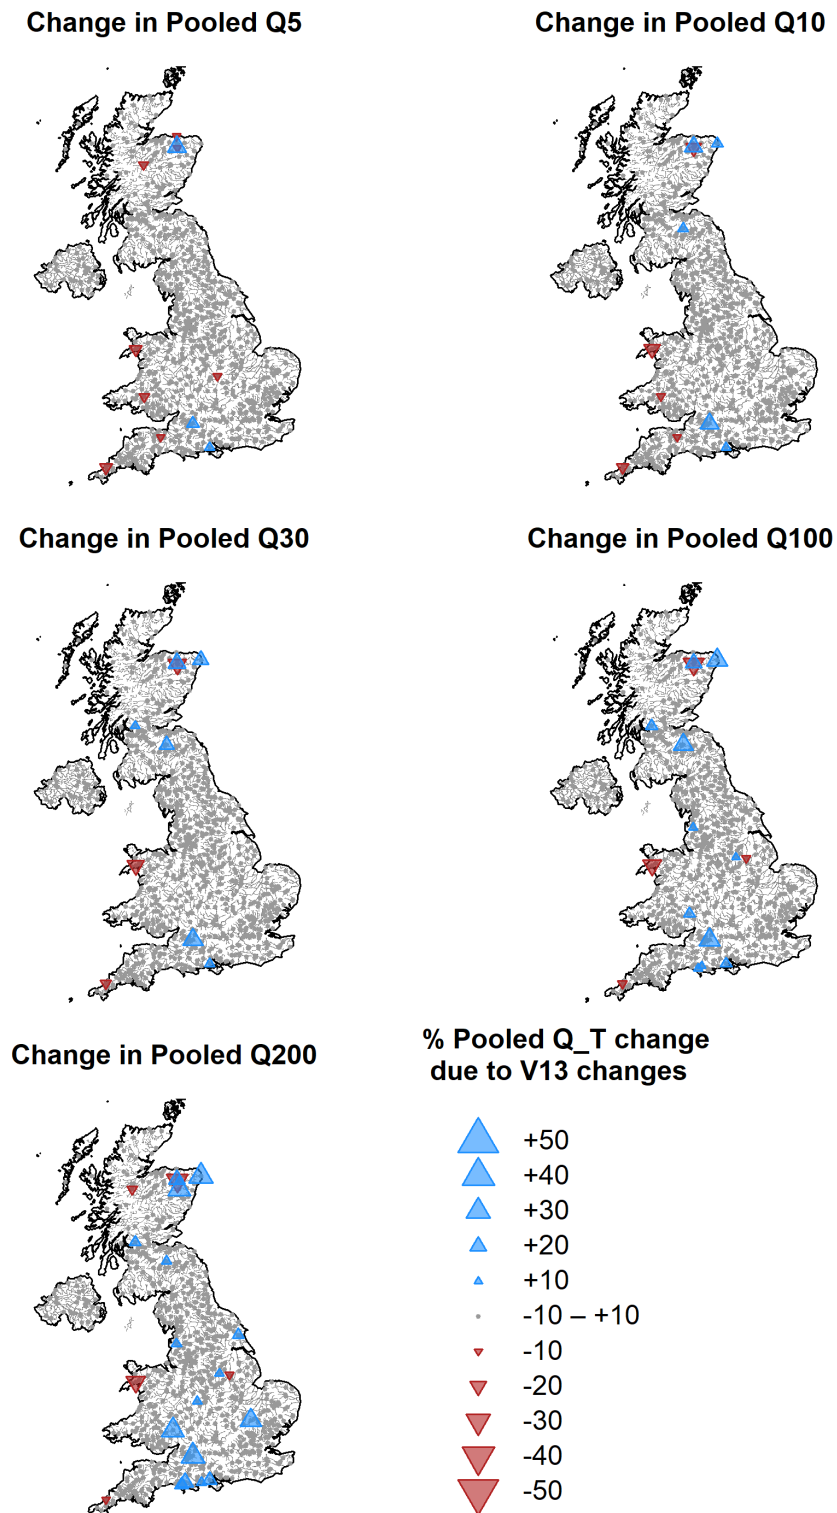 Change in Pooled Q5
Change in Pooled Q10
Change in Pooled Q30
Change in Pooled Q100
Change in Pooled Q200
% Pooled Q_T change
due to V13 changes
+50
+40
+30
+20
+10
-10 – +10
-10
-20
-30
-40
-50